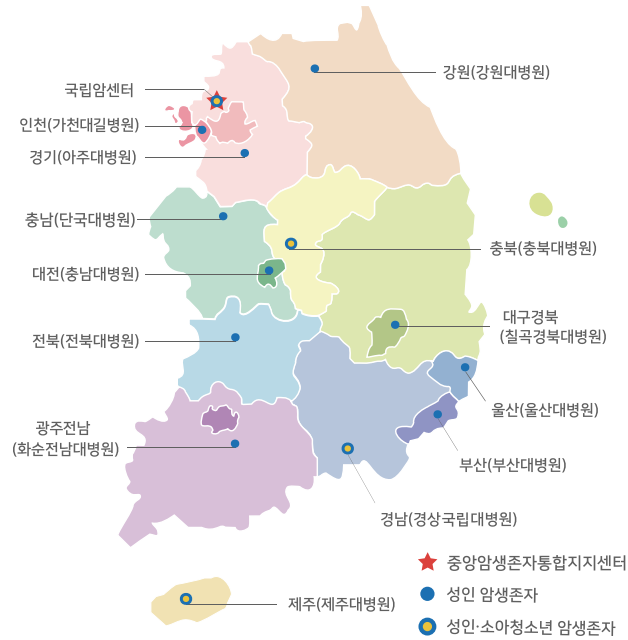 강원(강원대병원)
국립암센터
인천(가천대길병원)
경기(아주대병원)
충남(단국대병원)
충북(충북대병원)
대전(충남대병원)
대구경북
(칠곡경북대병원)
전북(전북대병원)
울산(울산대병원)
광주전남
(화순전남대병원)
부산(부산대병원)
경남(경상국립대병원)
중앙암생존자통합지지센터
성인 암생존자
제주(제주대병원)
성인·소아청소년 암생존자